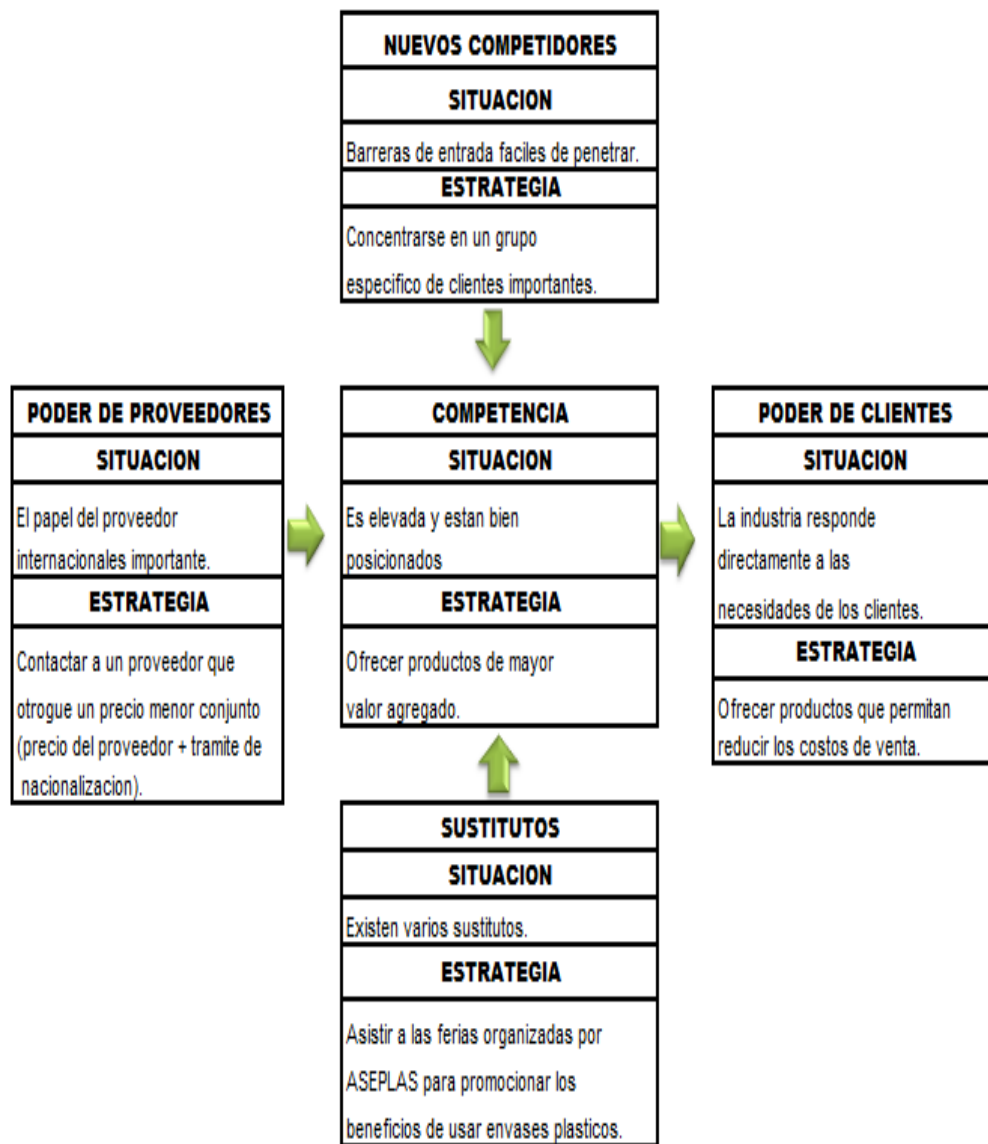 NUEVOS COMPETIDORES
SITUACION
Barreras de entrada faciles de penetrar.
ESTRATEGIA
Concentrarse en un grupo
especifico de clientes importantes.
PODER DE PROVEEDORES
SITUACION
El papel del proveedor
internacionales importante.
ESTRATEGIA
Contactar a un proveedor que
otrogue un precio menor conjunto
(precio del proveedor + tramite de
nacionalizacion).
COMPETENCIA
SITUACION
Es elevada y estan bien
posicionados
ESTRATEGIA
Ofrecer productos de mayor
valor agregado.
PODER DE CLIENTES
SITUACION
La industria responde
directamente a las
necesidades de los clientes.
ESTRATEGIA
Ofrecer productos que permitan
reducir los costos de venta.
SUSTITUTOS
SITUACION
Existen varios sustitutos.
ESTRATEGIA
Asistir a las ferias organizadas por
ASEPLAS para promocionar los
beneficios de usar envases plasticos.